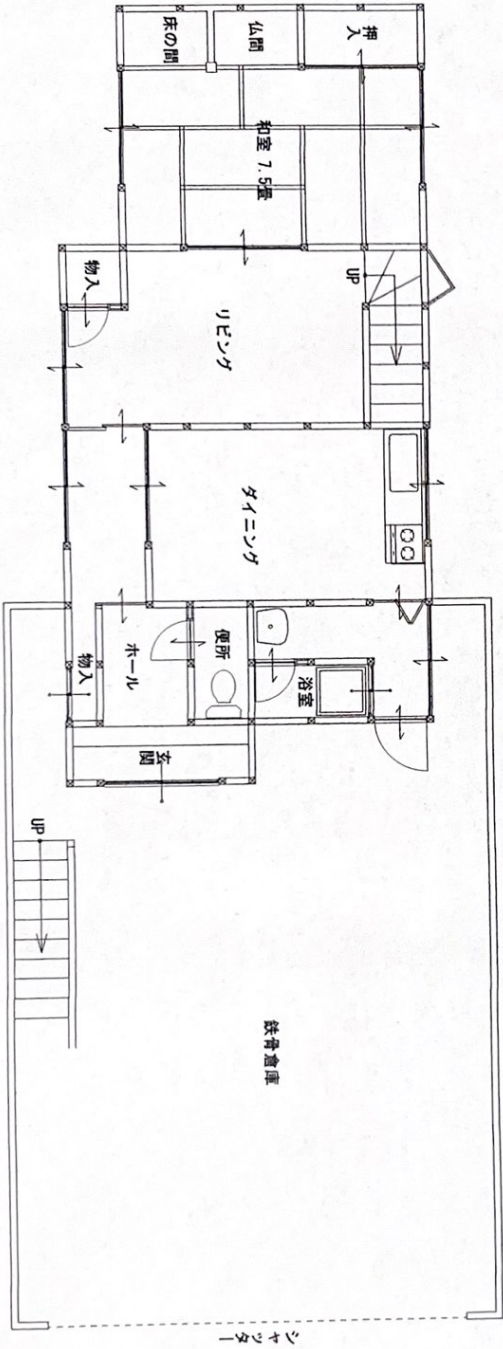 床の間
仏間
押入
和室 7.5畳
物入
リビング
UP
ダイニング
物入
ホール
便所
浴室
玄関
UP
鉄骨倉庫
シャッター